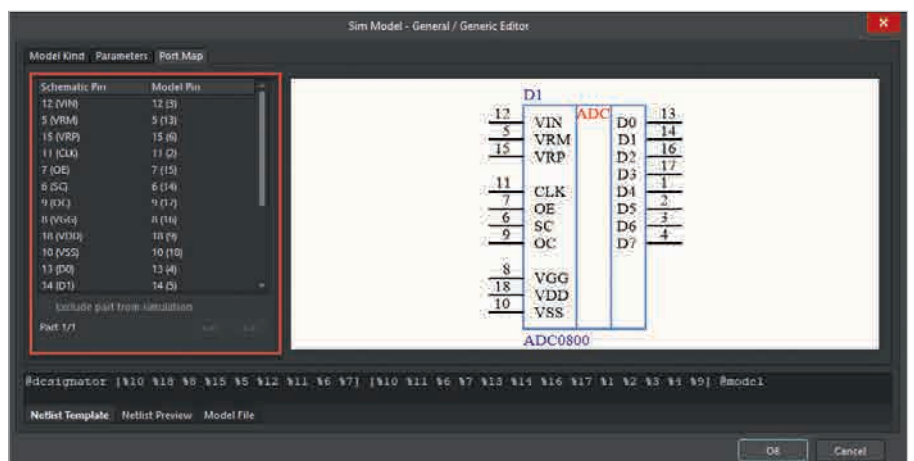 Sim Model - General / Generic Editor
Model Kind Parameters Port Map
Schematic Pin Model Pin
12 (VIN) 12 (3)
5 (VRM) 5 (13)
15 (VRP) 15 (6)
11 (CLK) 11 (2)
7 (OE) 7 (15)
6 (SC) 6 (14)
9 (OC) 9 (17)
8 (VGG) 8 (16)
18 (VDD) 18 (9)
10 (VSS) 10 (10)
13 (D0) 13 (4)
14 (D1) 14 (5)
Exclude part from simulation
Part 1/1
D1
ADC
12 VIN D0 13
5 VRM D1 14
15 VRP D2 16
D3 17
11 CLK D4 1
7 OE D5 2
6 SC D6 3
9 OC D7 4
8 VGG
18 VDD
10 VSS
ADC0800
@designator [%10 %18 %8 %15 %5 %12 %11 %6 %7] [%10 %11 %6 %7 %13 %14 %16 %17 %1 %2 %3 %4 %9] @model
Netlist Template Netlist Preview Model File
OK Cancel